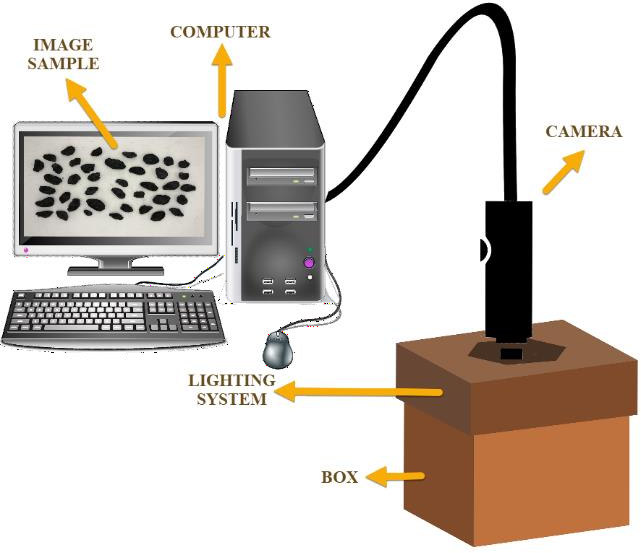 COMPUTER
IMAGE
SAMPLE
CAMERA
LIGHTING
SYSTEM
BOX